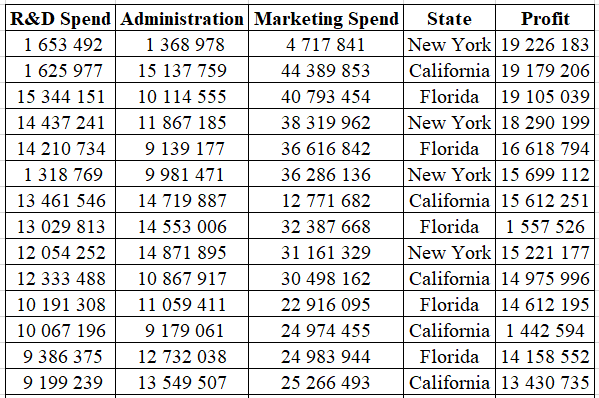 R&D Spend Administration Marketing Spend State Profit
1 653 492 1 368 978 4 717 841 New York 19 226 183
1 625 977 15 137 759 44 389 853 California 19 179 206
15 344 151 10 114 555 40 793 454 Florida 19 105 039
14 437 241 11 867 185 38 319 962 New York 18 290 199
14 210 734 9 139 177 36 616 842 Florida 16 618 794
1 318 769 9 981 471 36 286 136 New York 15 699 112
13 461 546 14 719 887 12 771 682 California 15 612 251
13 029 813 14 553 006 32 387 668 Florida 1 557 526
12 054 252 14 871 895 31 161 329 New York 15 221 177
12 333 488 10 867 917 30 498 162 California 14 975 996
10 191 308 11 059 411 22 916 095 Florida 14 612 195
10 067 196 9 179 061 24 974 455 California 1 442 594
9 386 375 12 732 038 24 983 944 Florida 14 158 552
9 199 239 13 549 507 25 266 493 California 13 430 735